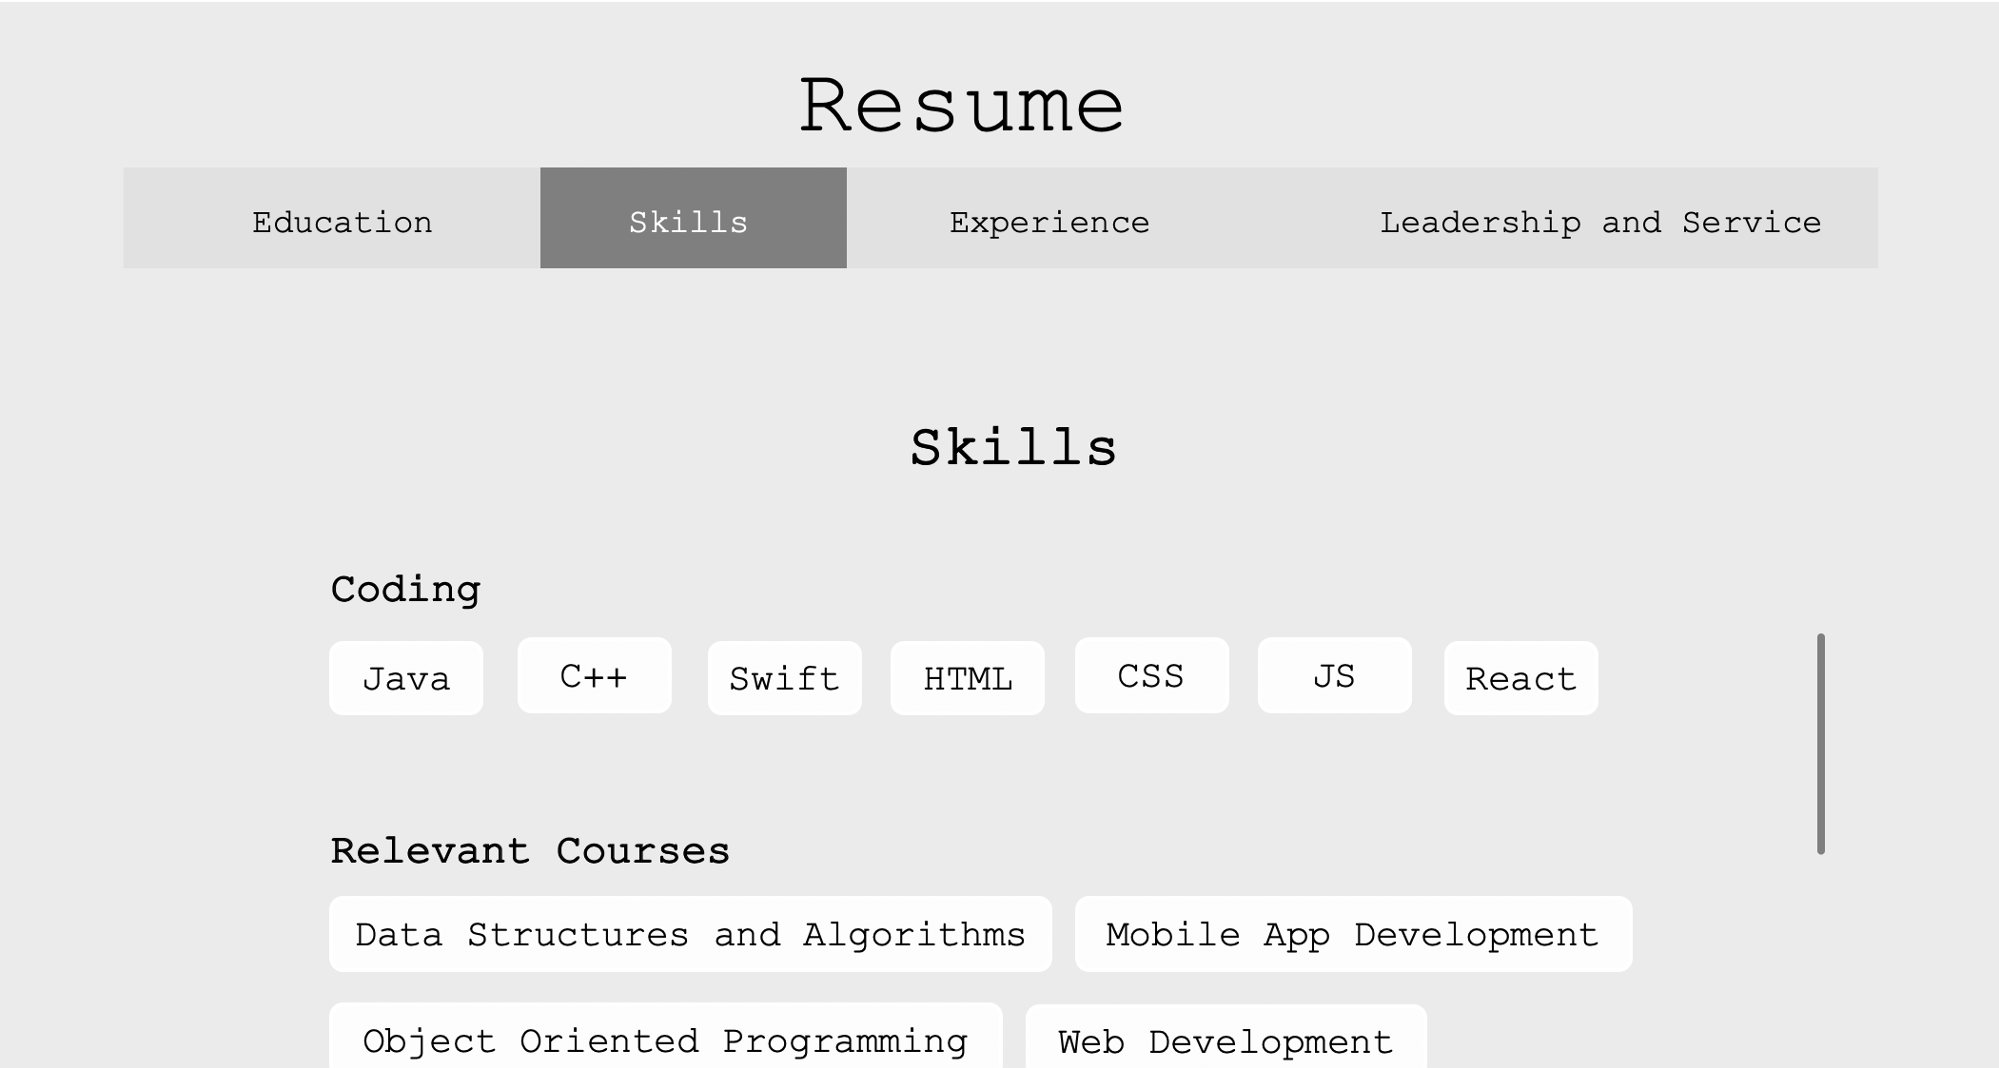 Resume
Education Skills Experience Leadership and Service
Skills
Coding
Java C++ Swift HTML CSS JS React
Relevant Courses
Data Structures and Algorithms Mobile App Development
Object Oriented Programming Web Development